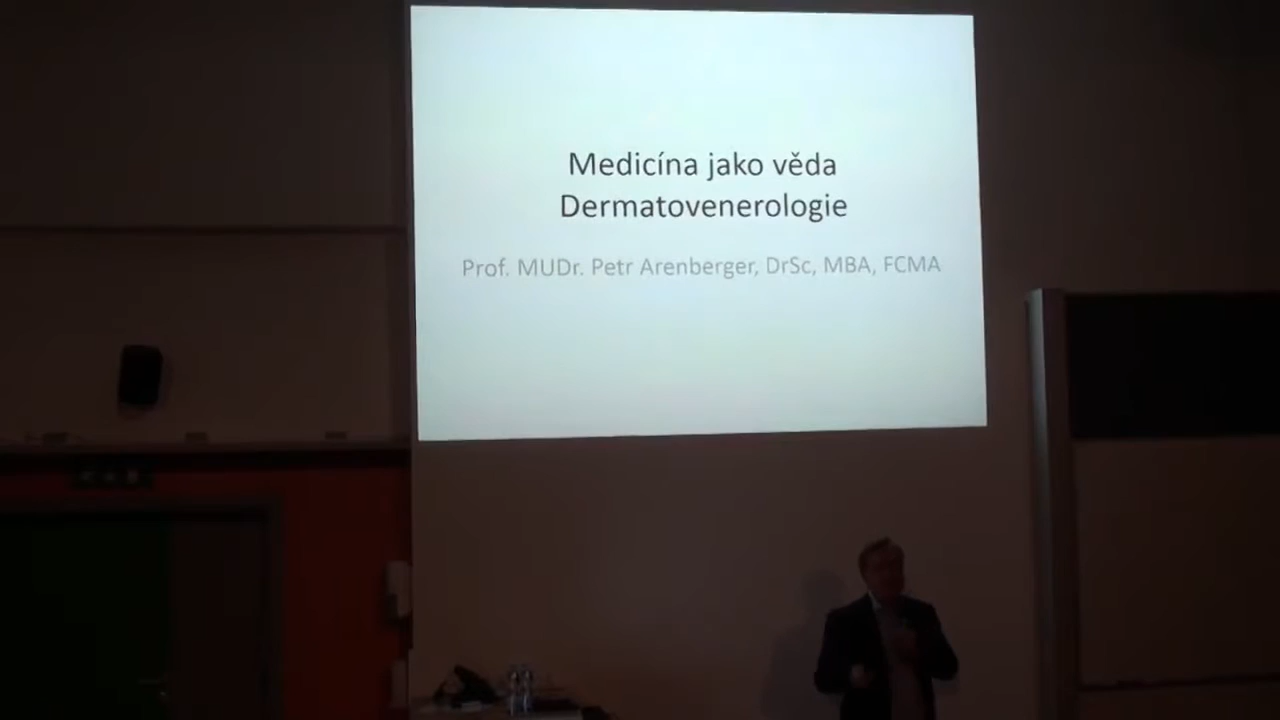 Medicína jako věda
Dermatovenerologie
Prof. MUDr. Petr Arenberger, DrSc, MBA, FCMA